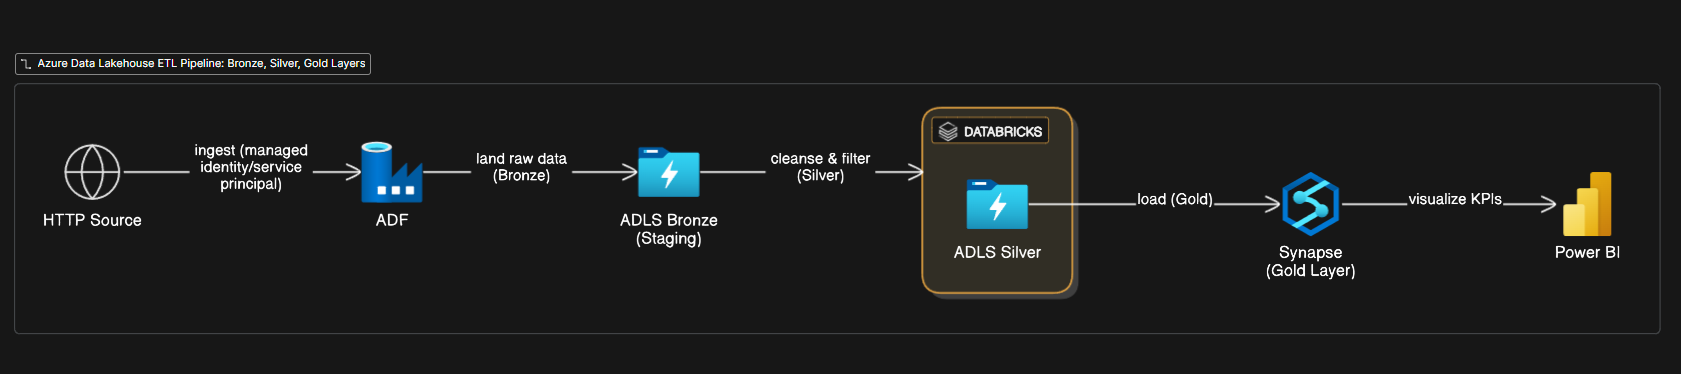 Azure Data Lakehouse ETL Pipeline: Bronze, Silver, Gold Layers
ingest (managed
identity/service
principal)
land raw data
(Bronze)
cleanse & filter
(Silver)
DATABRICKS
load (Gold)
visualize KPIs
HTTP Source
ADF
ADLS Bronze
(Staging)
ADLS Silver
Synapse
(Gold Layer)
Power BI